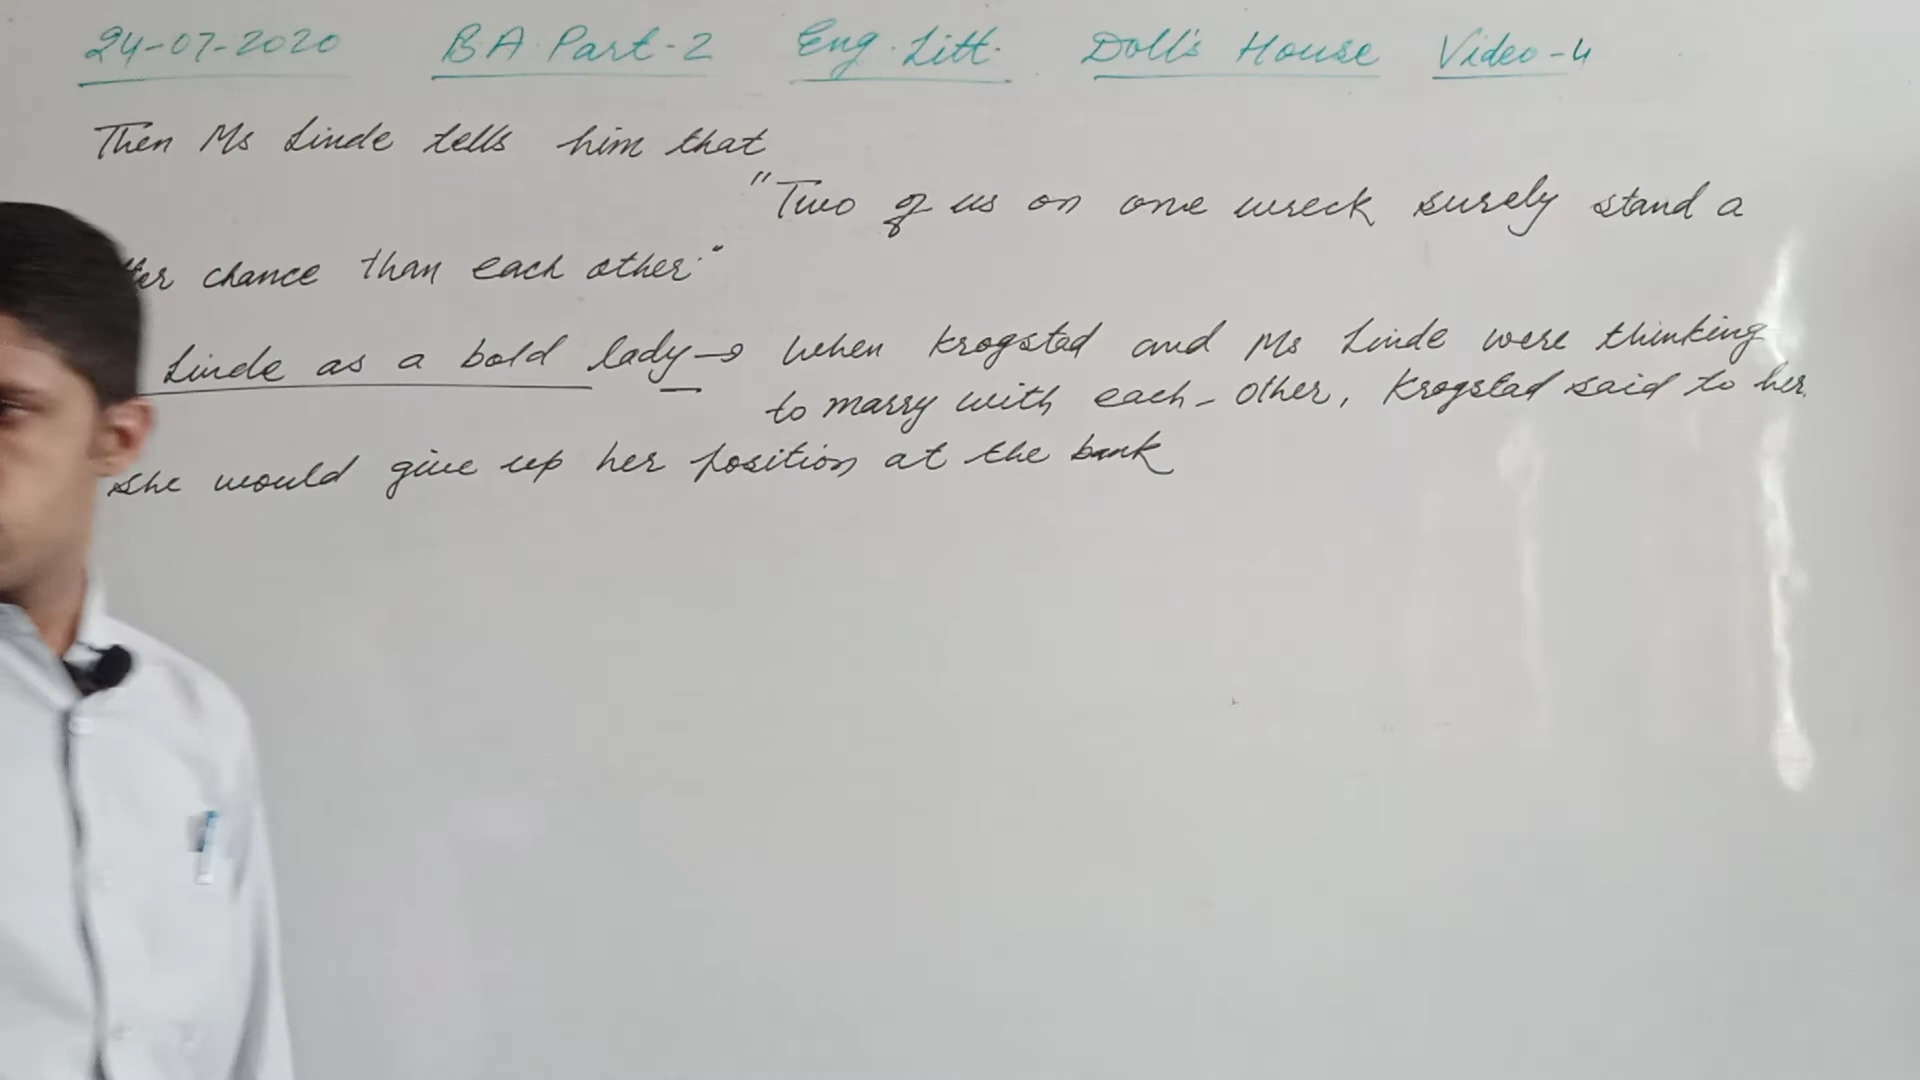 24-07-2020 B.A. Part-2 Eng. Litt. Doll's House Video-4
Then Ms Linde tells him that
"Two of us on one wreck surely stand a
chance than each other."
Linde as a bold lady → When Krogstad and Ms Linde were thinking
to marry with each-other, Krogstad said to her
she would give up her position at the bank